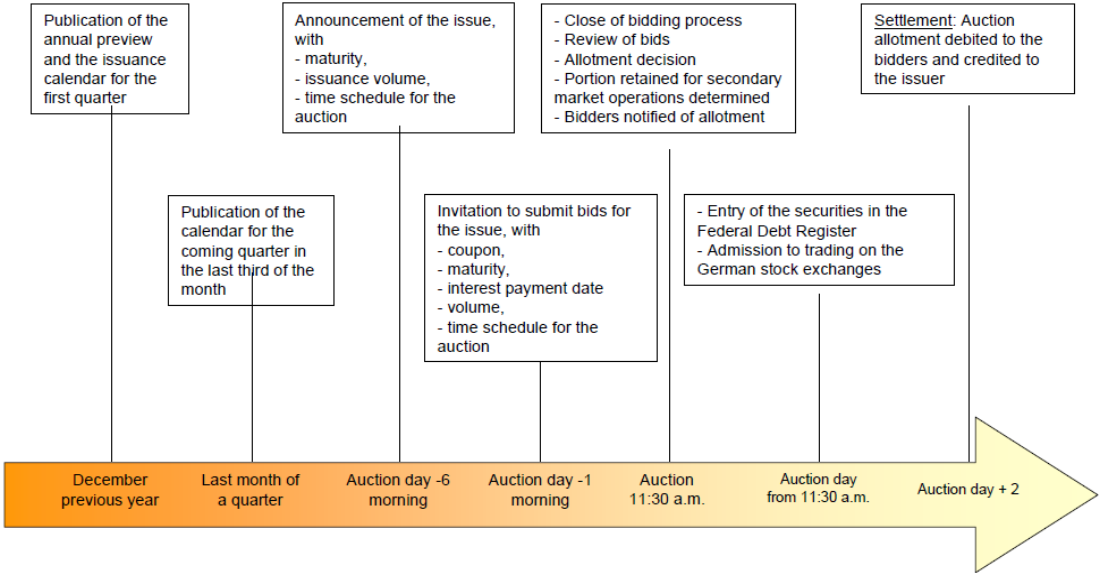 Publication of the
annual preview
and the issuance
calendar for the
first quarter
Announcement of the issue,
with
- maturity,
- issuance volume,
- time schedule for the
auction
- Close of bidding process
- Review of bids
- Allotment decision
- Portion retained for secondary
market operations determined
- Bidders notified of allotment
Settlement: Auction
allotment debited to the
bidders and credited to
the issuer
Publication of the
calendar for the
coming quarter in
the last third of the
month
Invitation to submit bids for
the issue, with
- coupon,
- maturity,
- interest payment date
- volume,
- time schedule for the
auction
- Entry of the securities in the
Federal Debt Register
- Admission to trading on the
German stock exchanges
December
previous year
Last month of
a quarter
Auction day -6
morning
Auction day -1
morning
Auction
11:30 a.m.
Auction day
from 11:30 a.m.
Auction day + 2